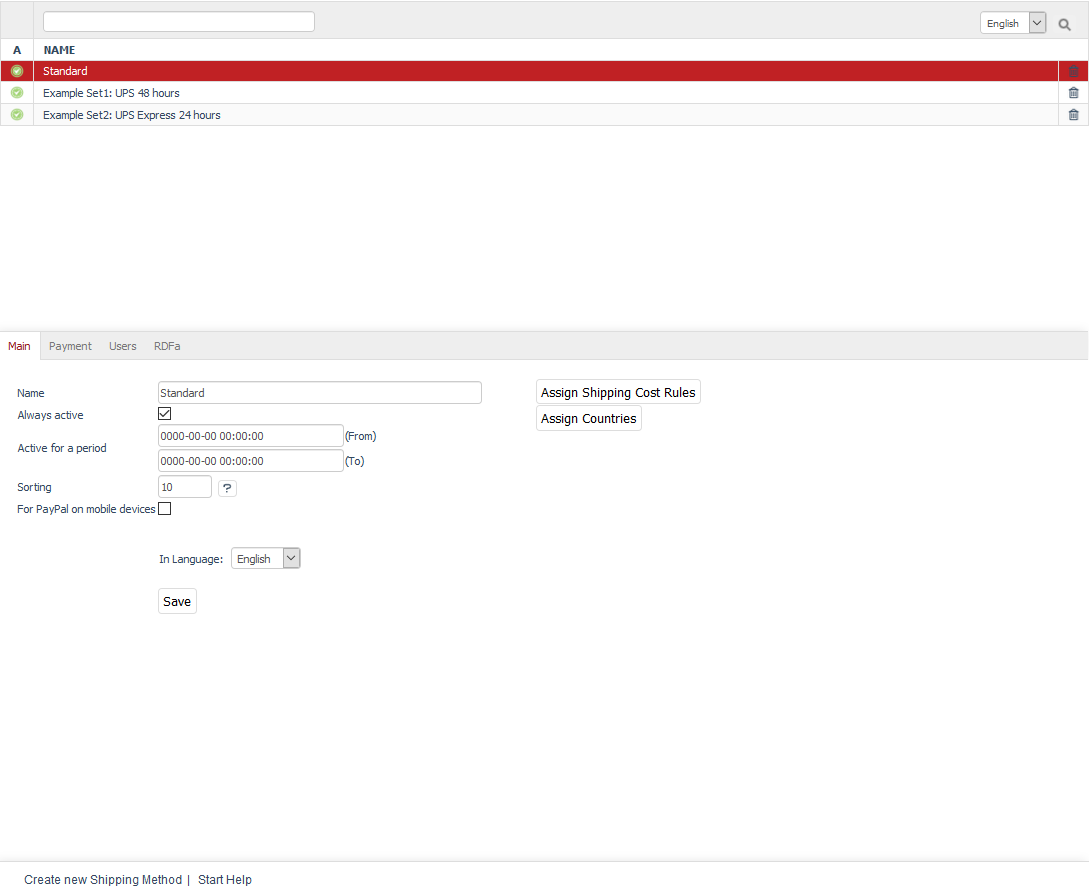 English
A NAME
Standard
Example Set1: UPS 48 hours
Example Set2: UPS Express 24 hours
Main Payment Users RDFa
Name Standard Assign Shipping Cost Rules
Always active Assign Countries
Active for a period 0000-00-00 00:00:00 (From)
0000-00-00 00:00:00 (To)
Sorting 10 ?
For PayPal on mobile devices
In Language: English
Save
Create new Shipping Method | Start Help